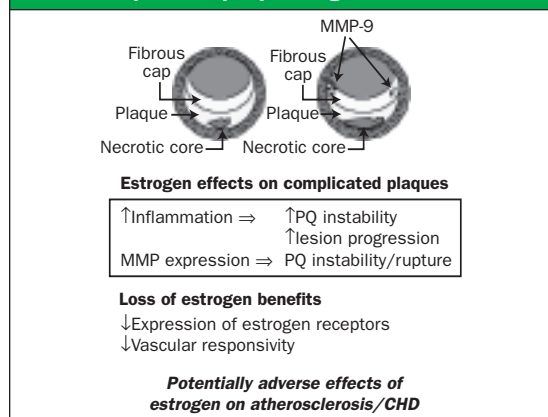 MMP-9
Fibrous cap
Fibrous cap
Plaque
Plaque
Necrotic core
Necrotic core
Estrogen effects on complicated plaques
↑Inflammation ⇒ ↑PQ instability
↑lesion progression
MMP expression ⇒ PQ instability/rupture
Loss of estrogen benefits
↓Expression of estrogen receptors
↓Vascular responsivity
Potentially adverse effects of
estrogen on atherosclerosis/CHD